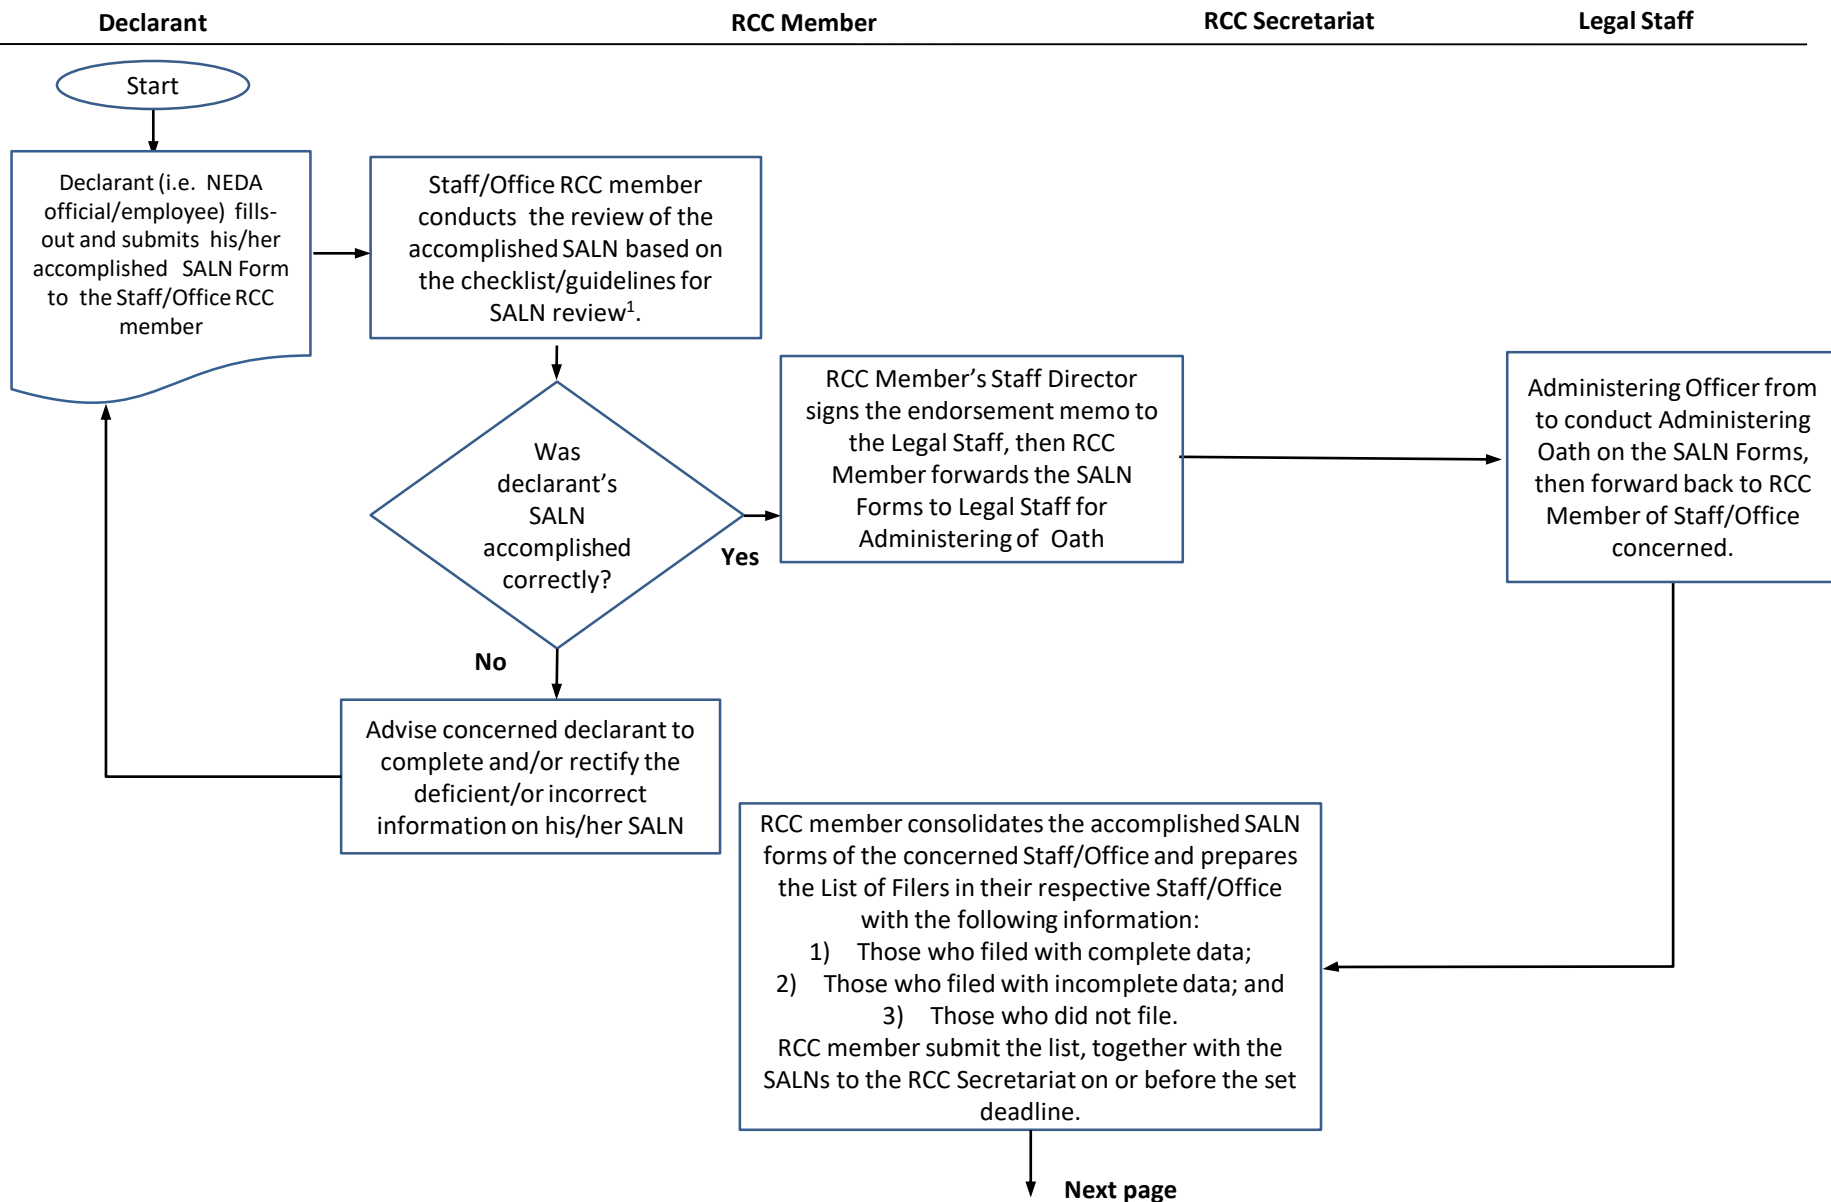 Declarant
RCC Member
RCC Secretariat
Legal Staff
Start
Declarant (i.e. NEDA
official/employee) fills-
out and submits his/her
accomplished SALN Form
to the Staff/Office RCC
member
Staff/Office RCC member
conducts the review of the
accomplished SALN based on
the checklist/guidelines for
SALN review¹.
Was
declarant's
SALN
accomplished
correctly?
Yes
No
RCC Member's Staff Director
signs the endorsement memo to
the Legal Staff, then RCC
Member forwards the SALN
Forms to Legal Staff for
Administering of Oath
Administering Officer from
to conduct Administering
Oath on the SALN Forms,
then forward back to RCC
Member of Staff/Office
concerned.
Advise concerned declarant to
complete and/or rectify the
deficient/or incorrect
information on his/her SALN
RCC member consolidates the accomplished SALN
forms of the concerned Staff/Office and prepares
the List of Filers in their respective Staff/Office
with the following information:
1) Those who filed with complete data;
2) Those who filed with incomplete data; and
3) Those who did not file.
RCC member submit the list, together with the
SALNs to the RCC Secretariat on or before the set
deadline.
Next page